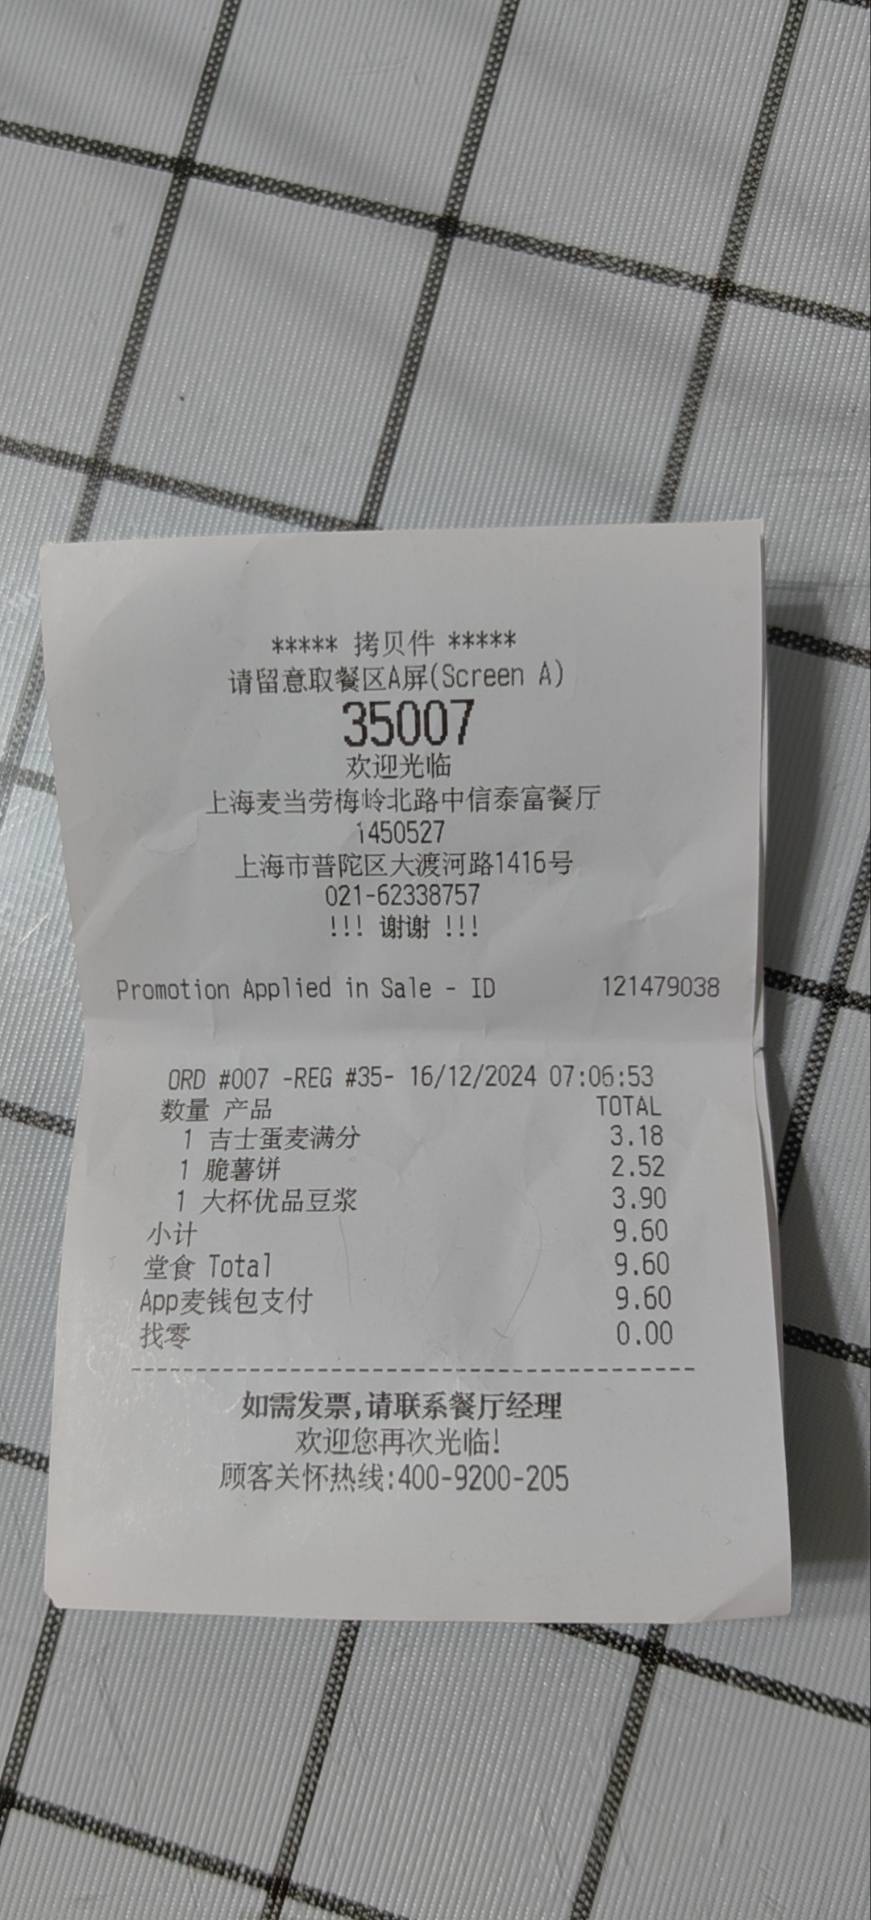 ***** 拷贝件 *****
请留意取餐区A屏(Screen A)
35007
欢迎光临
上海麦当劳梅岭北路中信泰富餐厅
1450527
上海市普陀区大渡河路1416号
021-62338757
!!! 谢谢 !!!
Promotion Applied in Sale - ID 121479038
ORD #007 -REG #35- 16/12/2024 07:06:53
数量 产品 TOTAL
1 吉士蛋麦满分 3.18
1 脆薯饼 2.52
1 大杯优品豆浆 3.90
小计 9.60
堂食 Total 9.60
App麦钱包支付 9.60
找零 0.00
如需发票,请联系餐厅经理
欢迎您再次光临!
顾客关怀热线:400-9200-205